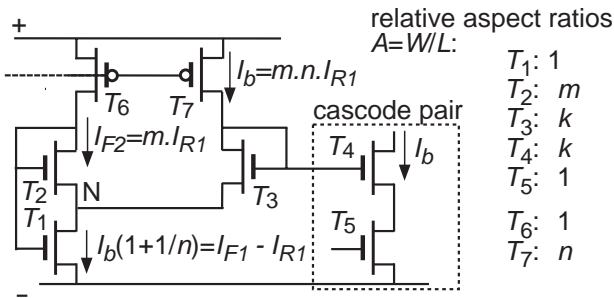 relative aspect ratios
A=W/L:
T1: 1
T2: m
T3: k
T4: k
T5: 1
T6: 1
T7: n
+
T6
T7
Ib=m.n.IR1
cascode pair
IF2=m.IR1
T4
Ib
T2
N
T3
T1
T5
Ib(1+1/n)=IF1 - IR1
–